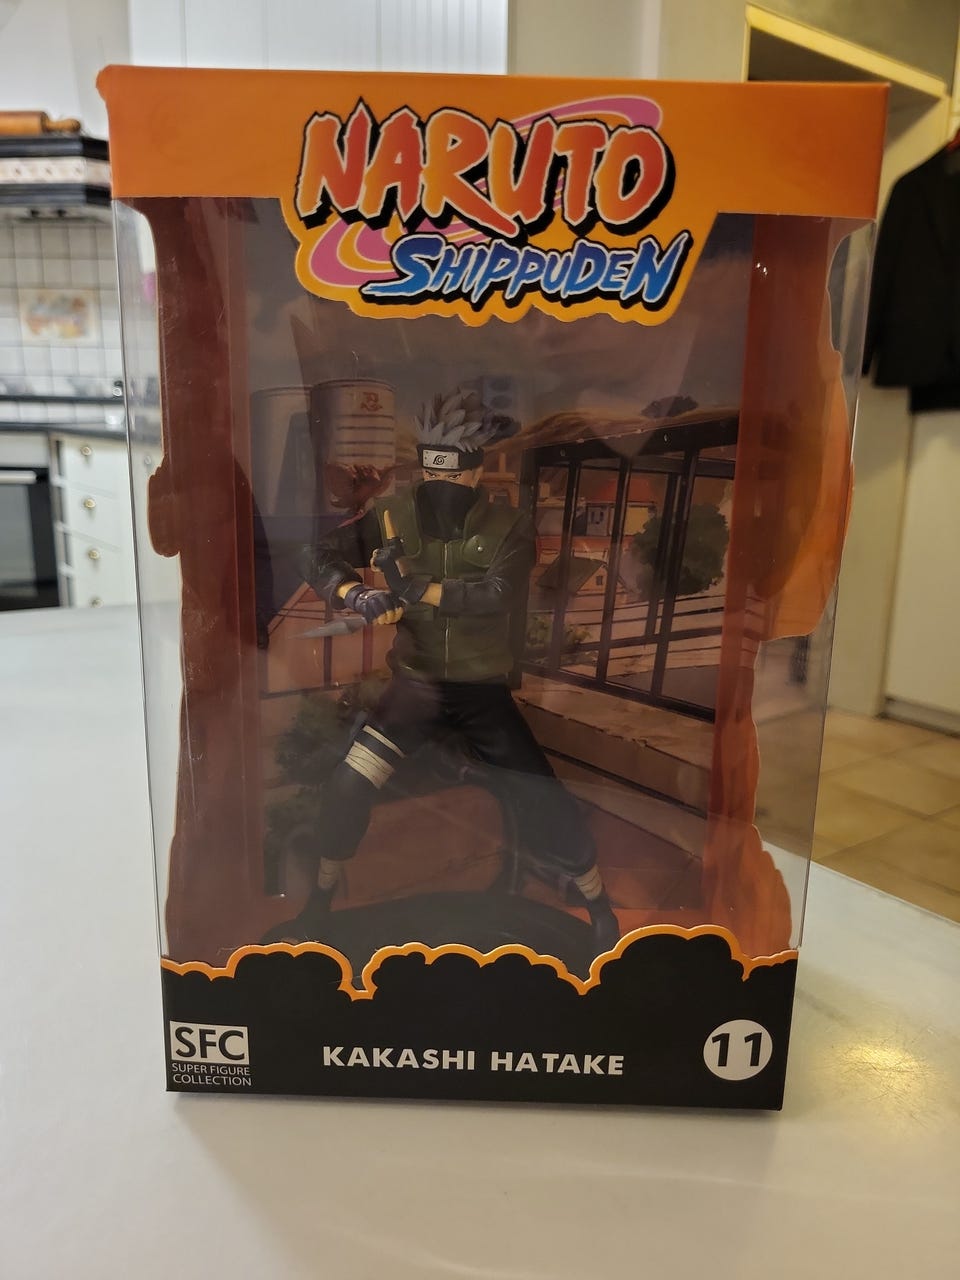 NARUTO
SHIPPUDEN
SFC
SUPER FIGURE
COLLECTION
KAKASHI HATAKE
11